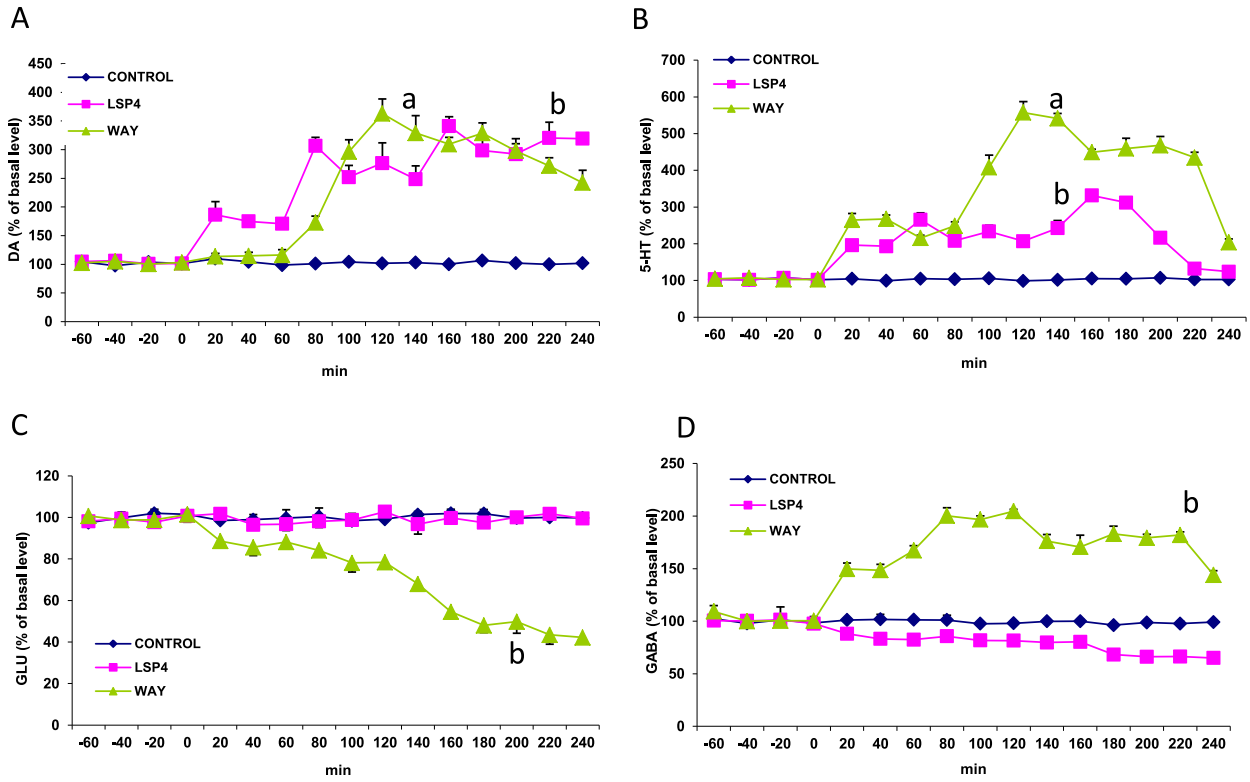 A
450
400
350
300
250
200
150
100
50
0
DA (% of basal level)
CONTROL
LSP4
WAY
a
b
-60 -40 -20 0 20 40 60 80 100 120 140 160 180 200 220 240
min
B
700
600
500
400
300
200
100
0
5-HT (% of basal level)
CONTROL
LSP4
WAY
a
b
-60 -40 -20 0 20 40 60 80 100 120 140 160 180 200 220 240
min
C
120
100
80
60
40
20
0
GLU (% of basal level)
CONTROL
LSP4
WAY
b
-60 -40 -20 0 20 40 60 80 100 120 140 160 180 200 220 240
min
D
250
200
150
100
50
0
GABA (% of basal level)
CONTROL
LSP4
WAY
b
-60 -40 -20 0 20 40 60 80 100 120 140 160 180 200 220 240
min